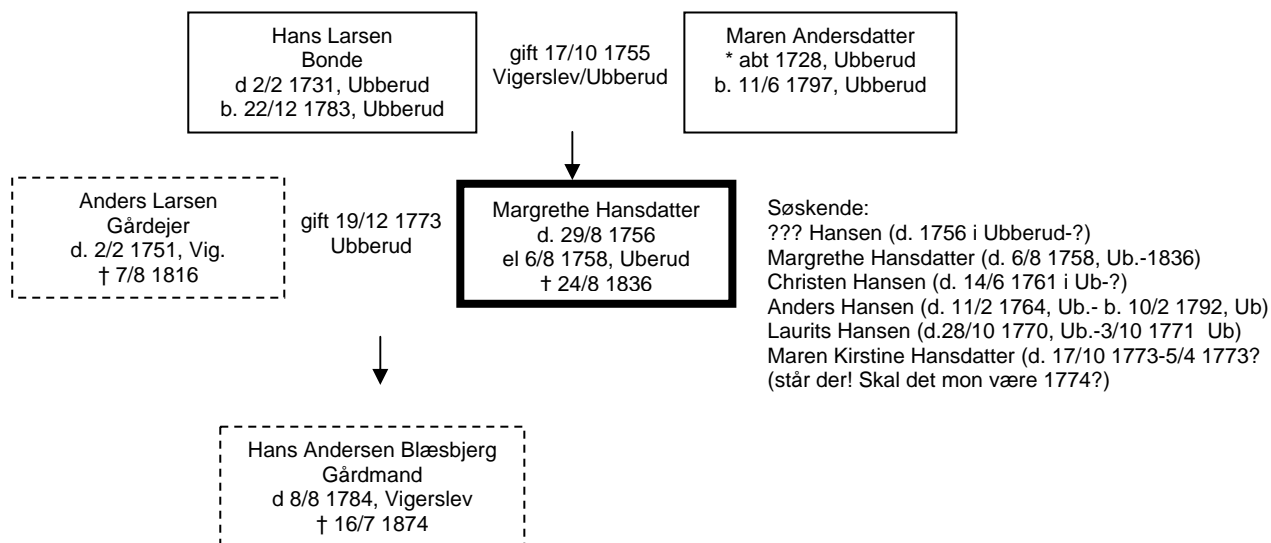 Hans Larsen
Bonde
d 2/2 1731, Ubberud
b. 22/12 1783, Ubberud
gift 17/10 1755
Vigerslev/Ubberud
Maren Andersdatter
* abt 1728, Ubberud
b. 11/6 1797, Ubberud
Anders Larsen
Gårdejer
d. 2/2 1751, Vig.
† 7/8 1816
gift 19/12 1773
Ubberud
Margrethe Hansdatter
d. 29/8 1756
el 6/8 1758, Uberud
† 24/8 1836
Søskende:
??? Hansen (d. 1756 i Ubberud-?)
Margrethe Hansdatter (d. 6/8 1758, Ub.-1836)
Christen Hansen (d. 14/6 1761 i Ub-?)
Anders Hansen (d. 11/2 1764, Ub.- b. 10/2 1792, Ub)
Laurits Hansen (d.28/10 1770, Ub.-3/10 1771  Ub)
Maren Kirstine Hansdatter (d. 17/10 1773-5/4 1773?
(står der! Skal det mon være 1774?)
Hans Andersen Blæsbjerg
Gårdmand
d 8/8 1784, Vigerslev
† 16/7 1874